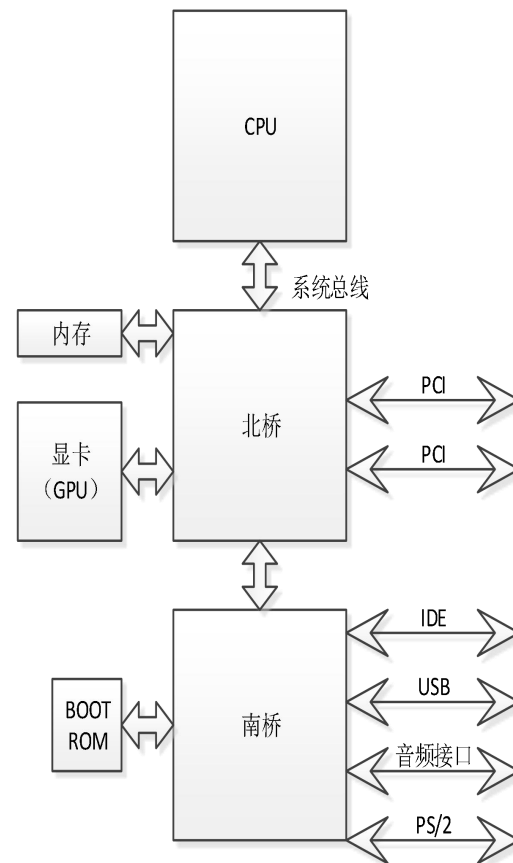 CPU
系统总线
内存
北桥
PCI
显卡
（GPU）
PCI
IDE
BOOT
ROM
南桥
USB
音频接口
PS/2